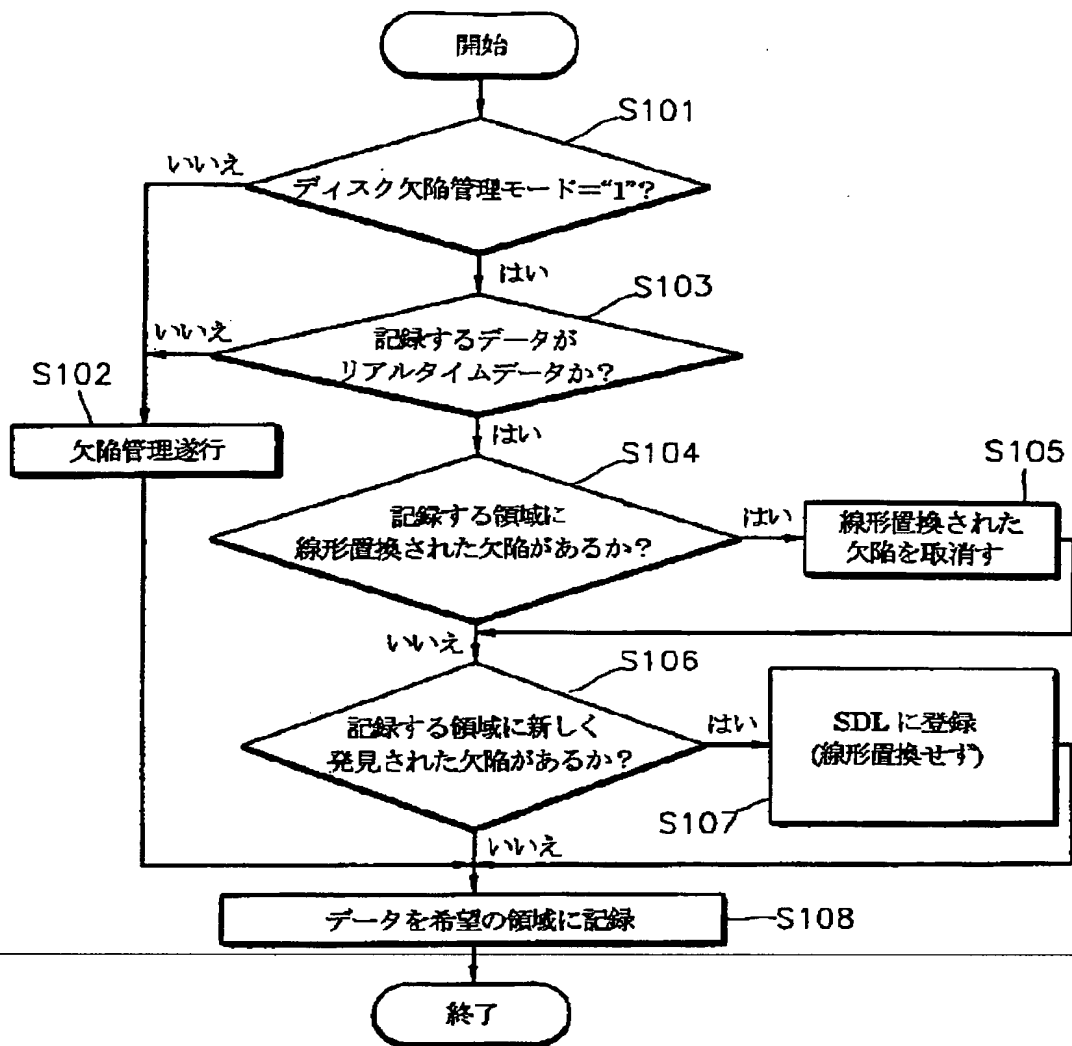 開始
S101
いいえ
ディスク欠陥管理モード=“1”?
はい
S103
いいえ
記録するデータが
リアルタイムデータか?
S102
欠陥管理遂行
はい
S104
S105
記録する領域に
線形置換された欠陥があるか?
はい
線形置換された
欠陥を取消す
いいえ
S106
記録する領域に新しく
発見された欠陥があるか?
はい
SDLに登録
(線形置換せず)
S107
いいえ
データを希望の領域に記録
S108
終了